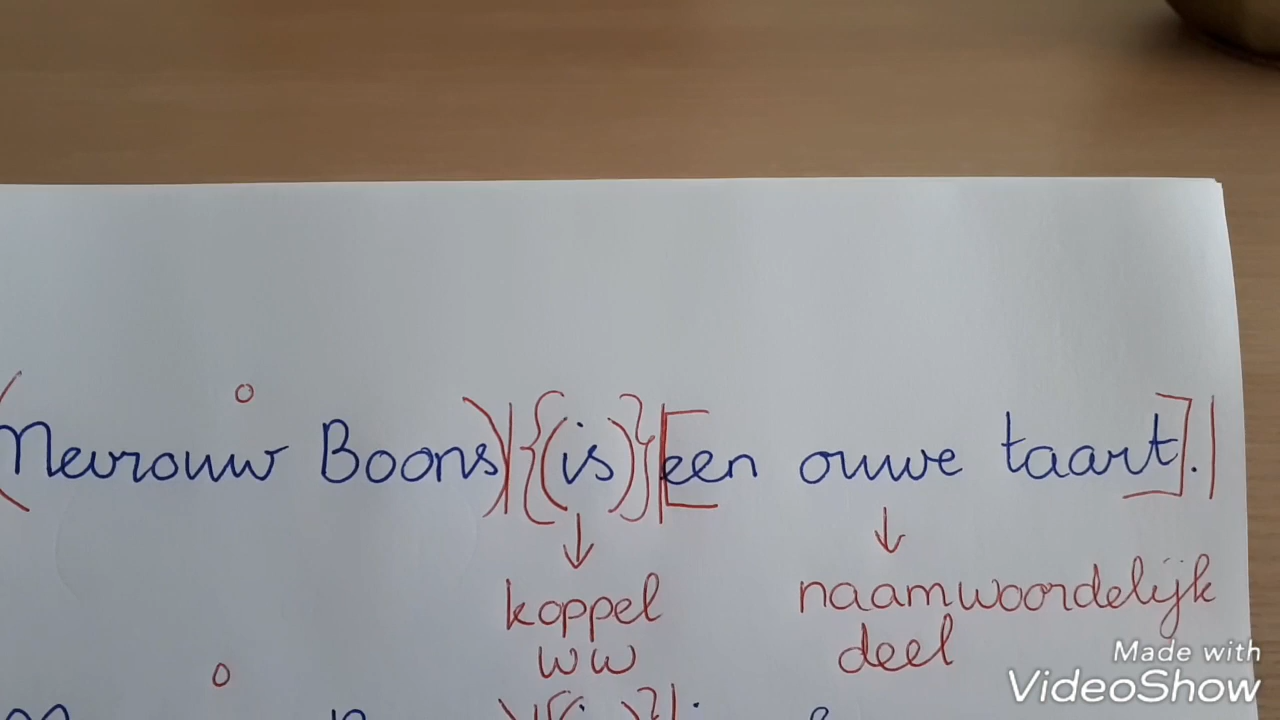 o
(Mevrouw Boons)|{(is)}|[een ouwe taart].|
↓ ↓
koppel naamwoordelijk
ww deel
o
Made with
VideoShow